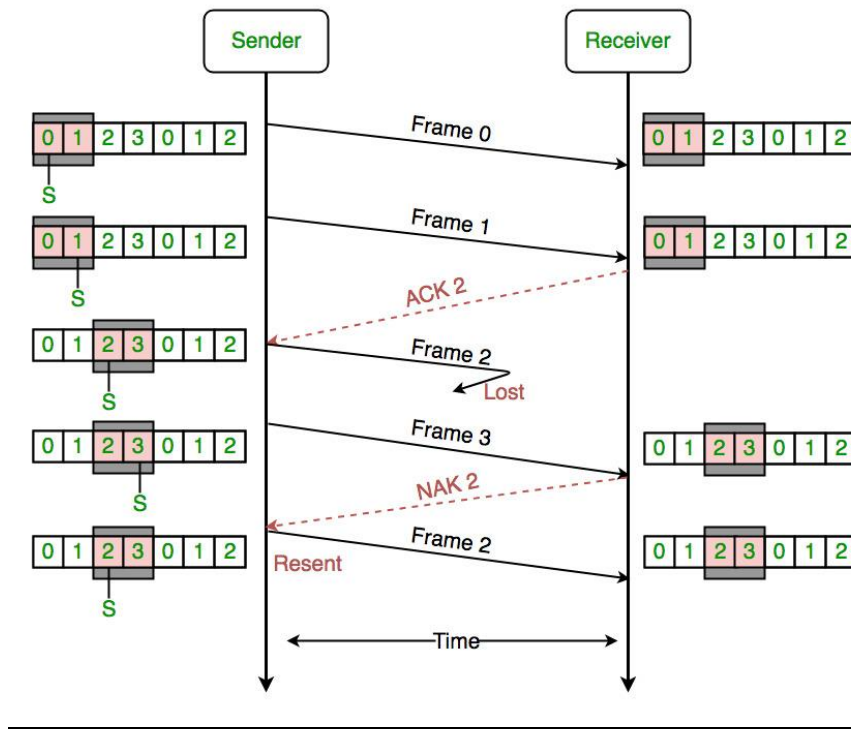 Sender
Receiver
0 1 2 3 0 1 2
Frame 0
0 1 2 3 0 1 2
S
0 1 2 3 0 1 2
Frame 1
0 1 2 3 0 1 2
S
ACK 2
0 1 2 3 0 1 2
Frame 2
Lost
S
0 1 2 3 0 1 2
Frame 3
0 1 2 3 0 1 2
S
NAK 2
0 1 2 3 0 1 2
Resent
Frame 2
0 1 2 3 0 1 2
S
Time